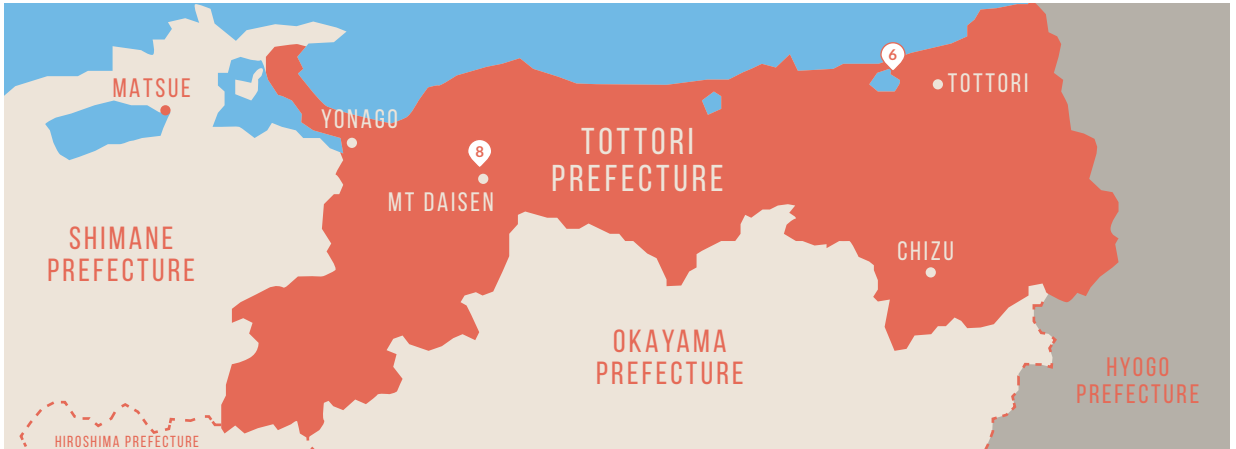 6
MATSUE
TOTTORI
YONAGO
TOTTORI
PREFECTURE
8
MT DAISEN
SHIMANE
PREFECTURE
CHIZU
OKAYAMA
PREFECTURE
HYOGO
PREFECTURE
HIROSHIMA PREFECTURE